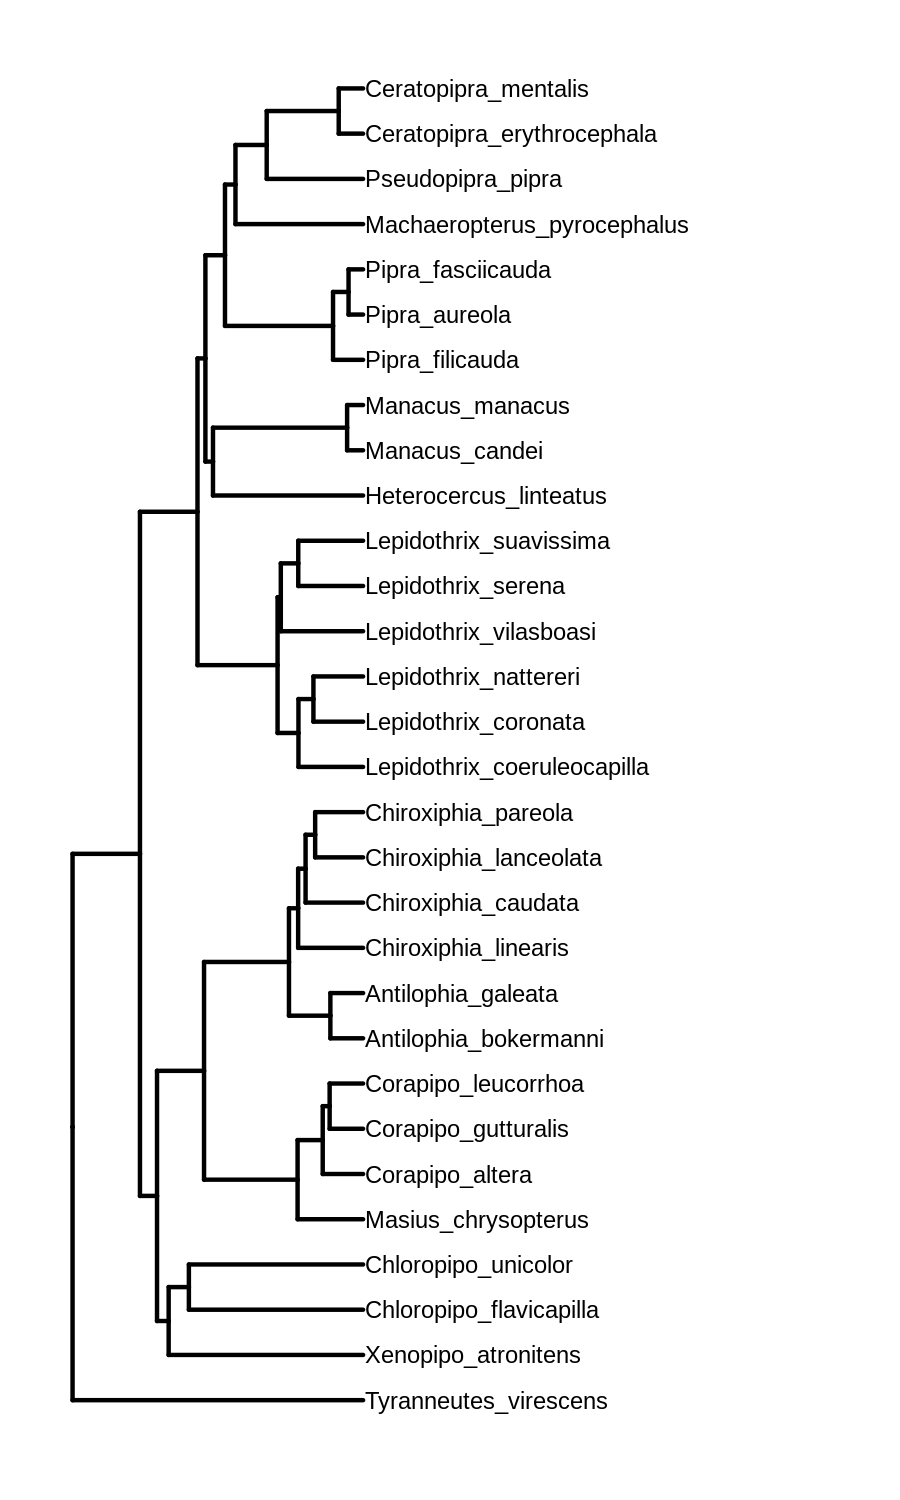 Ceratopipra_mentalis
Ceratopipra_erythrocephala
Pseudopipra_pipra
Machaeropterus_pyrocephalus
Pipra_fasciicauda
Pipra_aureola
Pipra_filicauda
Manacus_manacus
Manacus_candei
Heterocercus_linteatus
Lepidothrix_suavissima
Lepidothrix_serena
Lepidothrix_vilasboasi
Lepidothrix_nattereri
Lepidothrix_coronata
Lepidothrix_coeruleocapilla
Chiroxiphia_pareola
Chiroxiphia_lanceolata
Chiroxiphia_caudata
Chiroxiphia_linearis
Antilophia_galeata
Antilophia_bokermanni
Corapipo_leucorrhoa
Corapipo_gutturalis
Corapipo_altera
Masius_chrysopterus
Chloropipo_unicolor
Chloropipo_flavicapilla
Xenopipo_atronitens
Tyranneutes_virescens